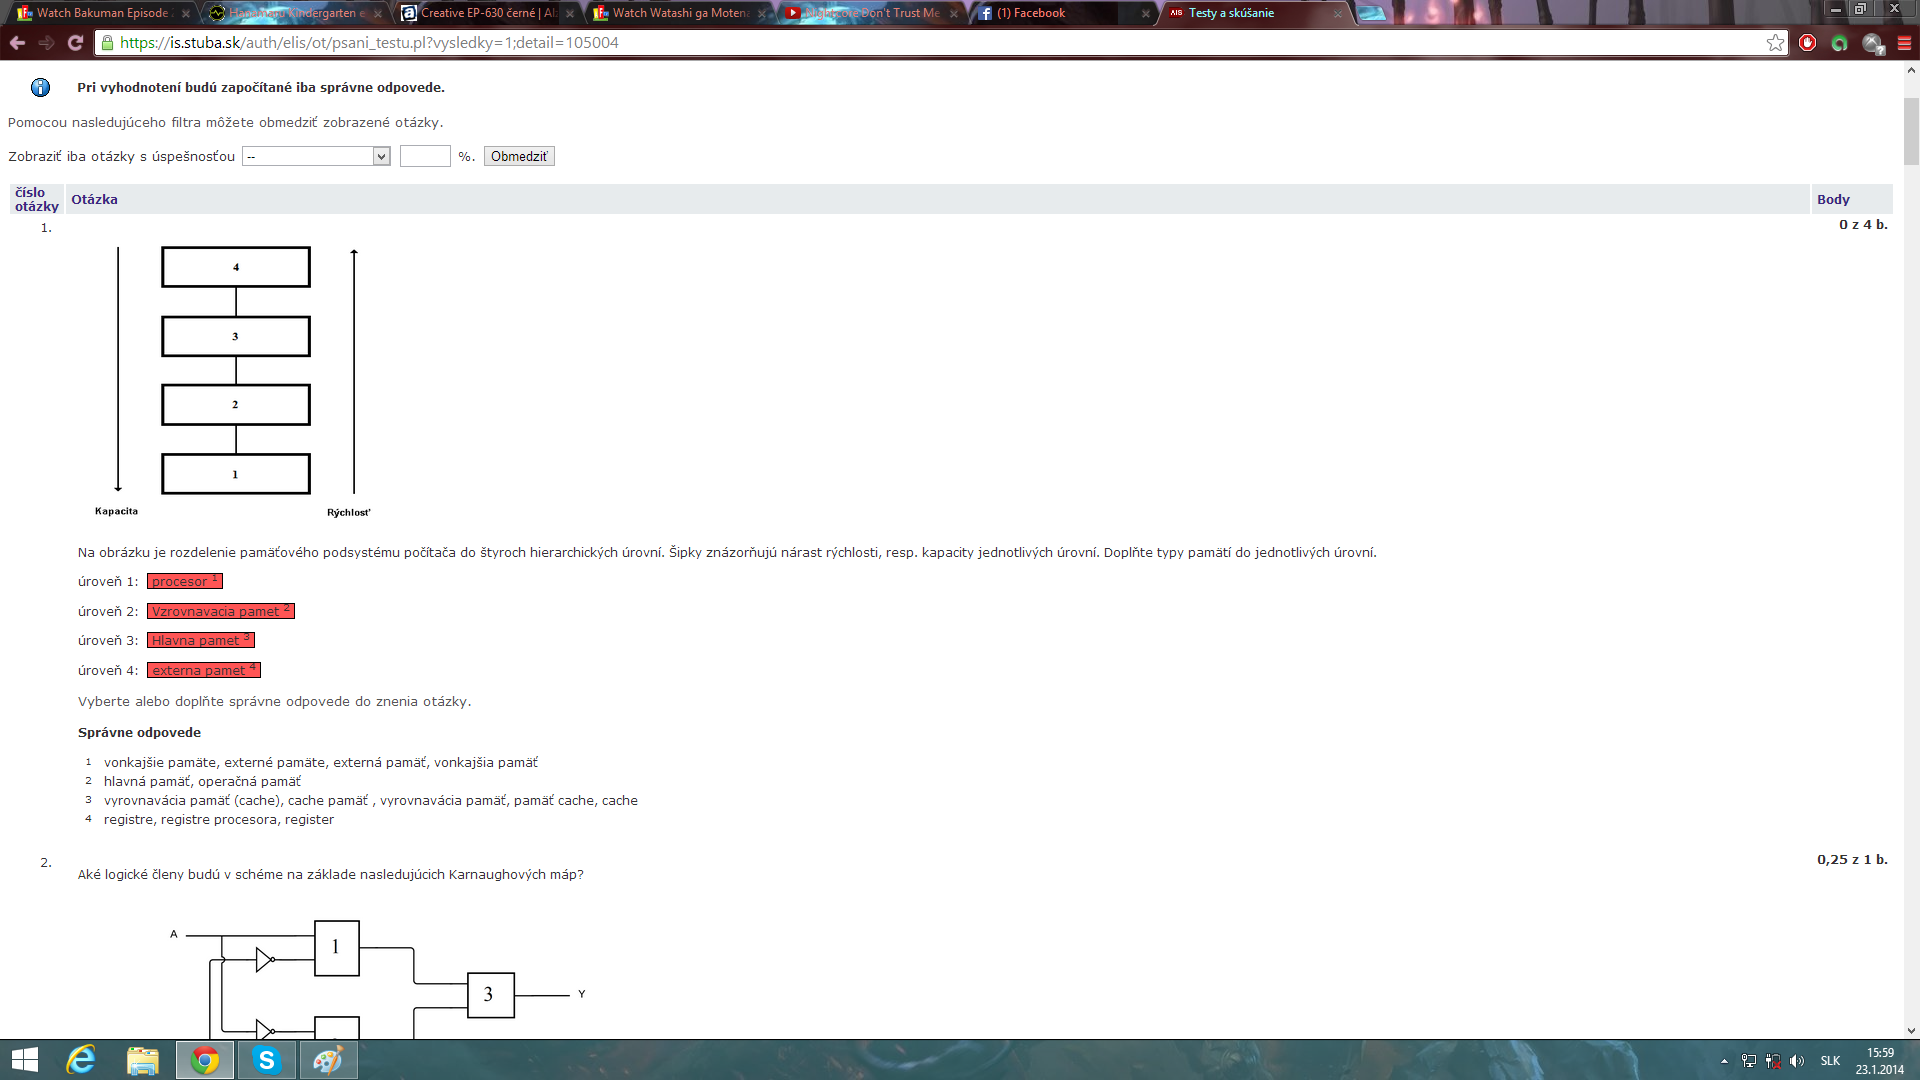 Watch Bakuman Episode
Hanamaru Kindergarten e
Creative EP-630 černé | Al
Watch Watashi ga Motena
Nightcore Don't Trust Me
(1) Facebook
AIS Testy a skúšanie
https://is.stuba.sk/auth/elis/ot/psani_testu.pl?vysledky=1;detail=105004
Pri vyhodnotení budú započítané iba správne odpovede.
Pomocou nasledujúceho filtra môžete obmedziť zobrazené otázky.
Zobraziť iba otázky s úspešnosťou -- %. Obmedziť
číslo otázky Otázka Body
1. 0 z 4 b.
4
3
2
1
Kapacita Rýchlosť
Na obrázku je rozdelenie pamäťového podsystému počítača do štyroch hierarchických úrovní. Šipky znázorňujú nárast rýchlosti, resp. kapacity jednotlivých úrovní. Doplňte typy pamätí do jednotlivých úrovní.
úroveň 1: procesor 1
úroveň 2: Vzrovnavacia pamet 2
úroveň 3: Hlavna pamet 3
úroveň 4: externa pamet 4
Vyberte alebo doplňte správne odpovede do znenia otázky.
Správne odpovede
1 vonkajšie pamäte, externé pamäte, externá pamäť, vonkajšia pamäť
2 hlavná pamäť, operačná pamäť
3 vyrovnavácia pamäť (cache), cache pamäť , vyrovnavácia pamäť, pamäť cache, cache
4 registre, registre procesora, register
2. 0,25 z 1 b.
Aké logické členy budú v schéme na základe nasledujúcich Karnaughových máp?
A
1
3
Y
SLK
15:59
23.1.2014